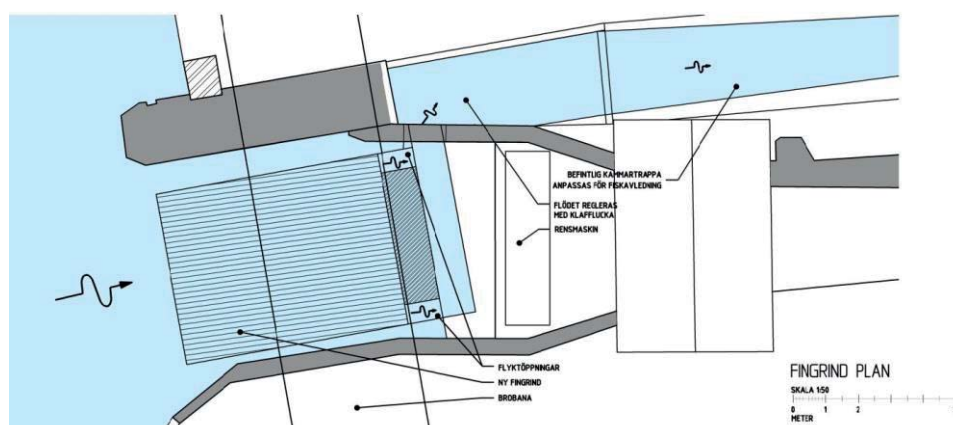 BEFINTLIG KAMMARTRAPPA
ANPASSAS FÖR FISKAVLEDNING
FLÖDET REGLERAS
MED KLAFFLUCKA
RENSMASKIN
FLYKTÖPPNINGAR
NY FINGRIND
BROBANA
FINGRIND PLAN
SKALA 1:50
0 1 2
METER